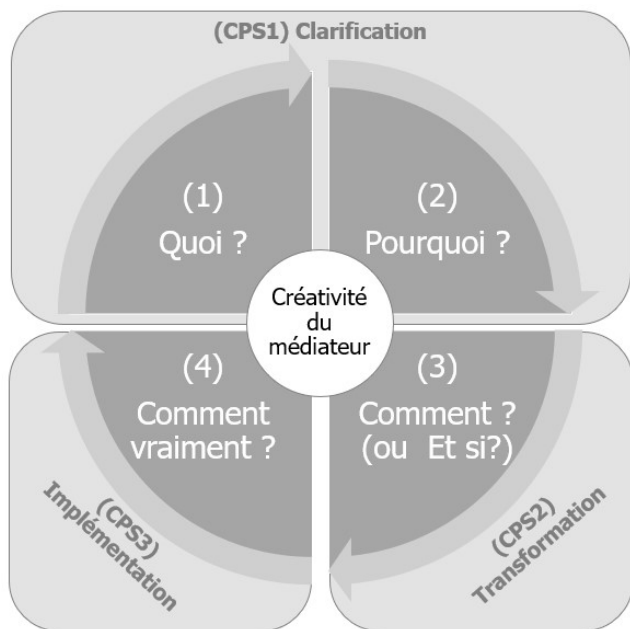 (CPS1) Clarification
(1)
Quoi ?
(2)
Pourquoi ?
Créativité
du
médiateur
(4)
Comment
vraiment ?
(3)
Comment ?
(ou Et si?)
(CPS3)
Implémentation
(CPS2)
Transformation